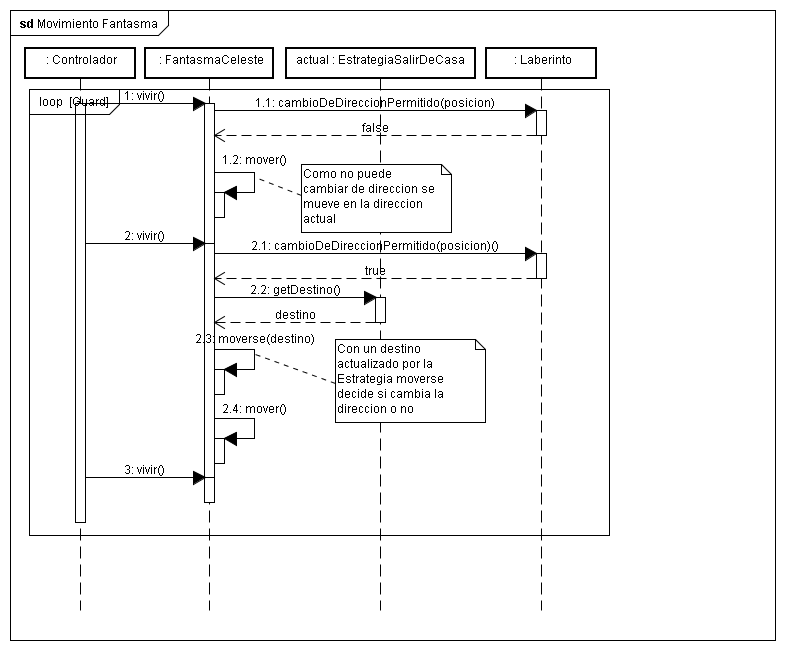 sd Movimiento Fantasma
: Controlador
: FantasmaCeleste
actual : EstrategiaSalirDeCasa
: Laberinto
loop [Guard]
1: vivir()
1.1: cambioDeDireccionPermitido(posicion)
false
1.2: mover()
Como no puede
cambiar de direccion se
mueve en la direccion
actual
2: vivir()
2.1: cambioDeDireccionPermitido(posicion)()
true
2.2: getDestino()
destino
2.3: moverse(destino)
Con un destino
actualizado por la
Estrategia moverse
decide si cambia la
direccion o no
2.4: mover()
3: vivir()